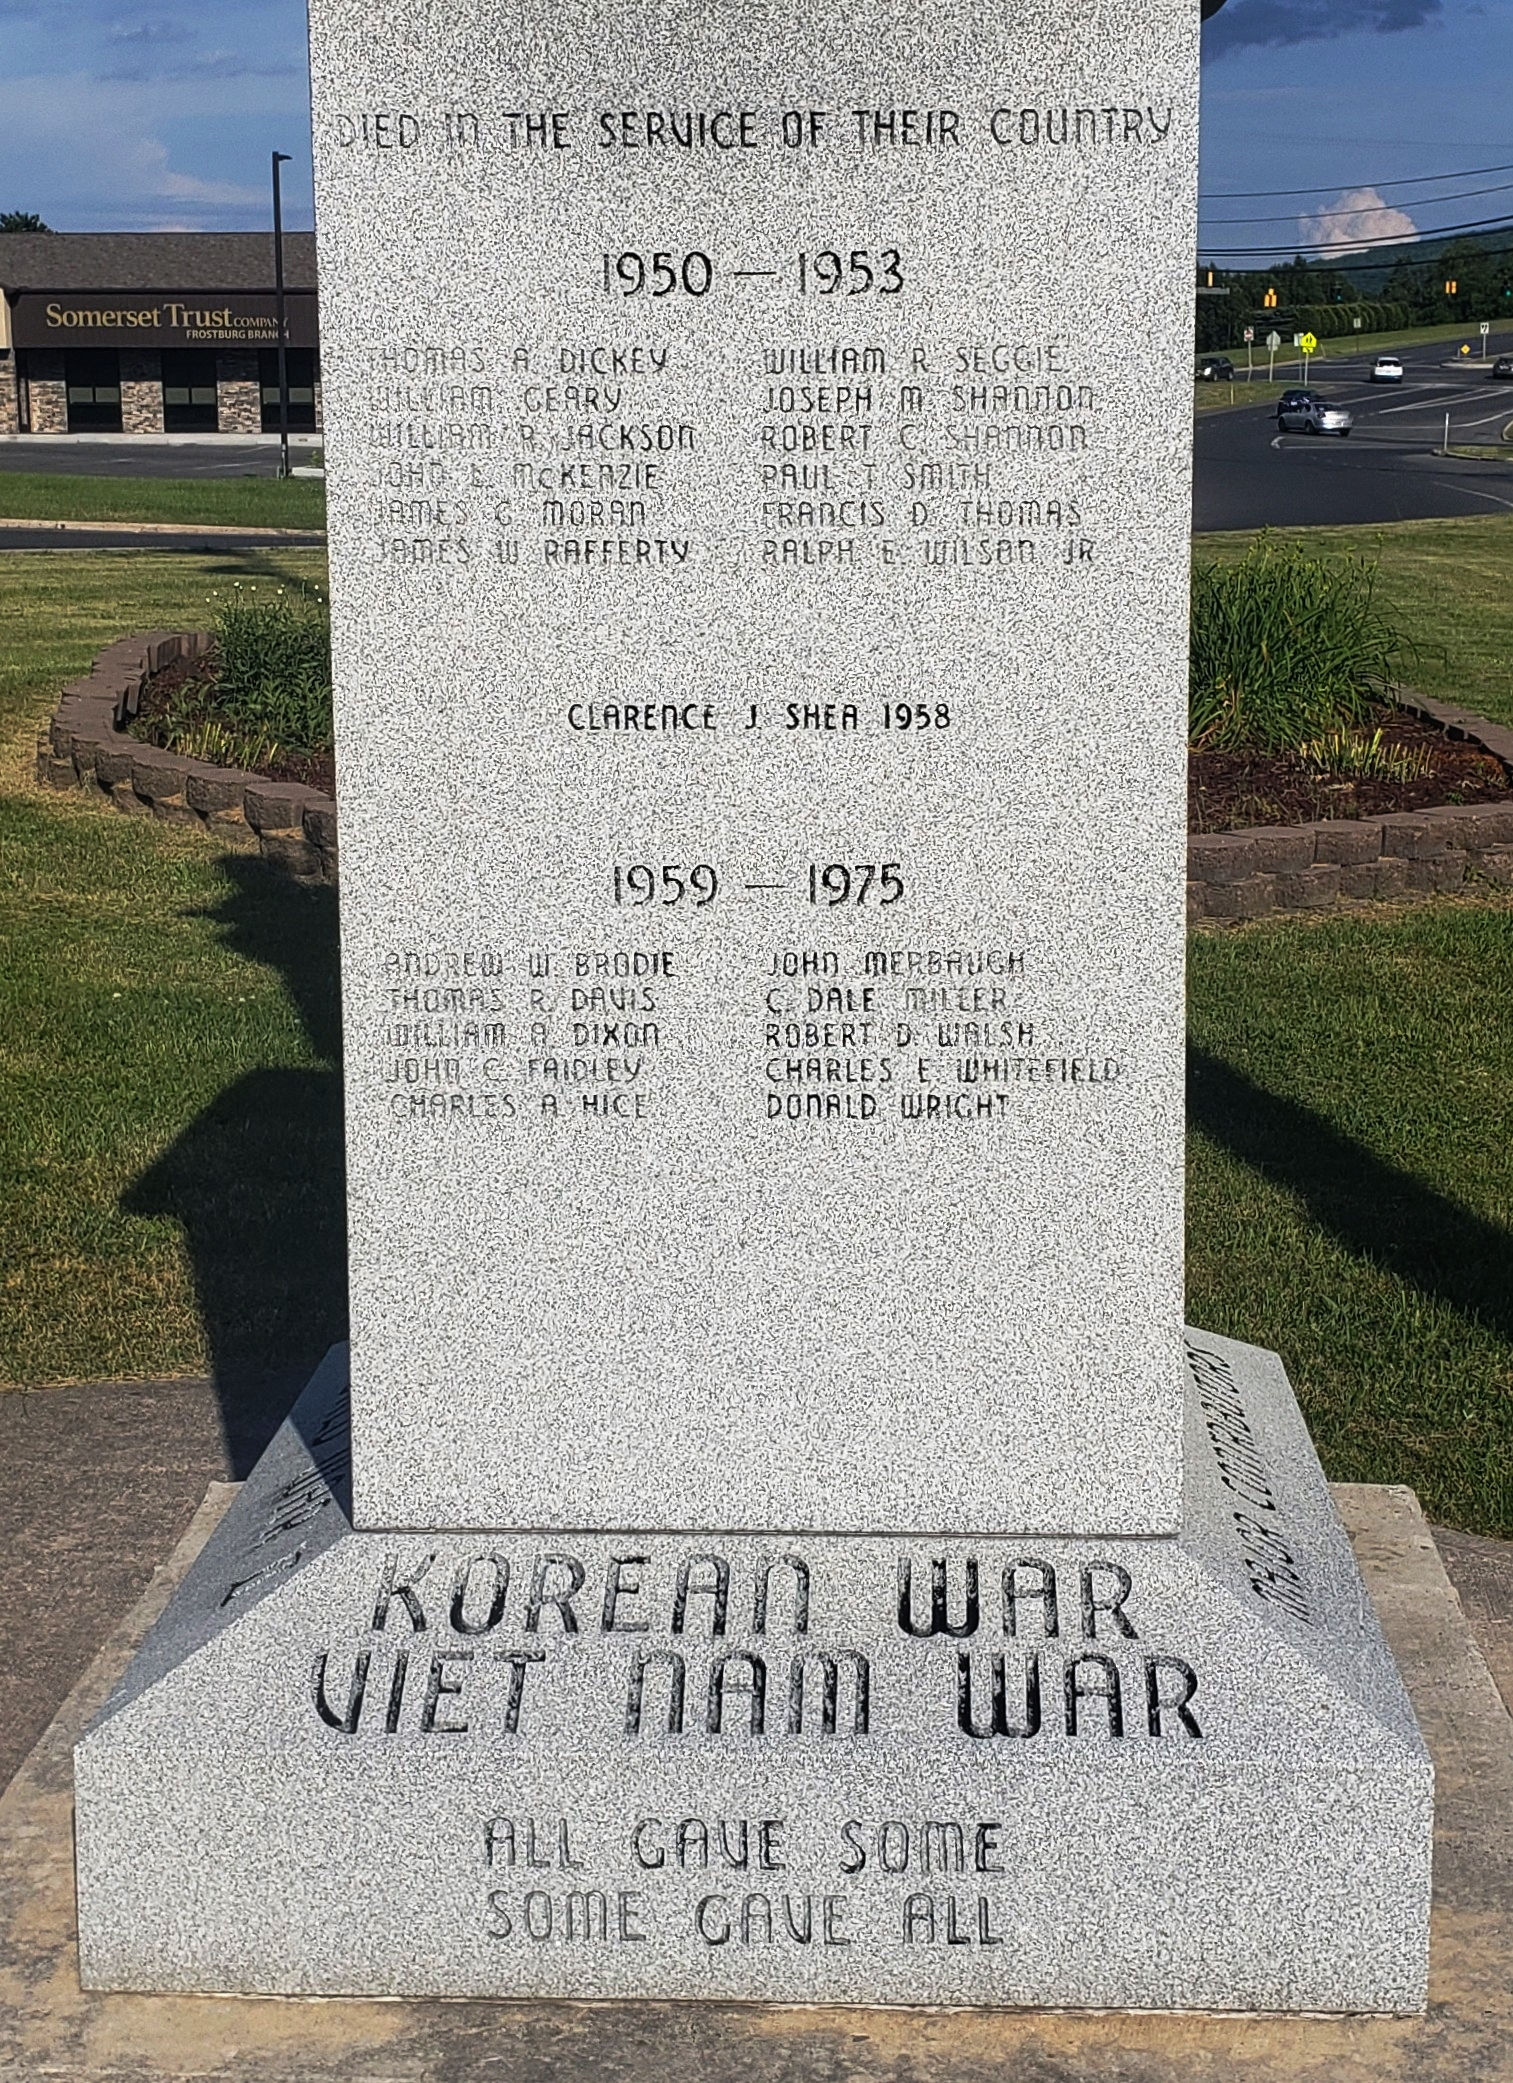 DIED IN THE SERVICE OF THEIR COUNTRY
1950 — 1953
THOMAS A. DICKEY
WILLIAM GEARY
WILLIAM R. JACKSON
JOHN E. McKENZIE
JAMES G. MORAN
JAMES W. RAFFERTY
WILLIAM R. SEGGIE
JOSEPH M. SHANNON
ROBERT C. SHANNON
PAUL T. SMITH
FRANCIS D. THOMAS
RALPH E. WILSON JR
CLARENCE J. SHEA 1958
1959 — 1975
ANDREW W. BRODIE
THOMAS R. DAVIS
WILLIAM A. DIXON
JOHN C. FAIDLEY
CHARLES A. HICE
JOHN MERBAUGH
C. DALE MILLER
ROBERT D. WALSH
CHARLES E. WHITEFIELD
DONALD WRIGHT
KOREAN WAR
VIET NAM WAR
ALL GAVE SOME
SOME GAVE ALL
MAJOR CONTRIBUTORS
Somerset Trust COMPANY
FROSTBURG BRANCH